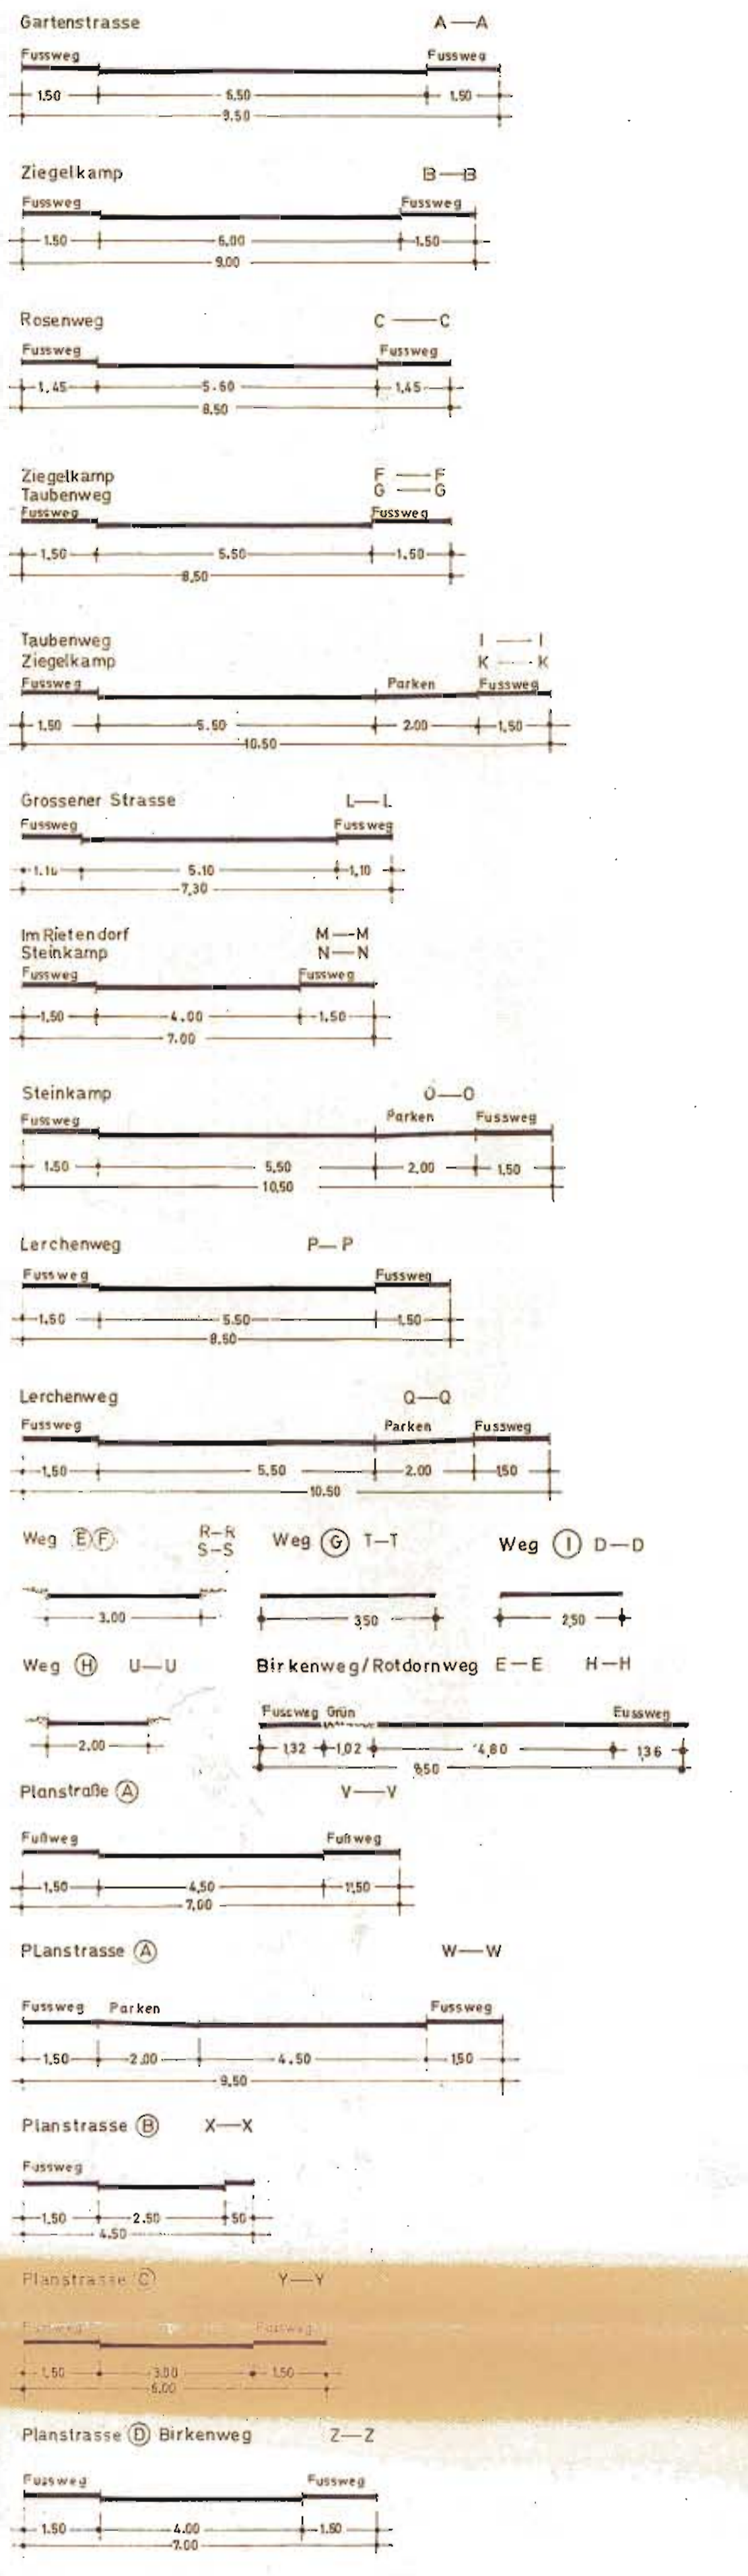 Gartenstrasse A—A
Fussweg Fussweg
1.50 6.50 1.50
9.50
Ziegelkamp B—B
Fussweg Fussweg
1.50 6.00 1.50
9.00
Rosenweg C—C
Fussweg Fussweg
1.45 5.60 1.45
8.50
Ziegelkamp F—F
Taubenweg G—G
Fussweg Fussweg
1.50 5.50 1.50
8.50
Taubenweg I—I
Ziegelkamp K—K
Fussweg Parken Fussweg
1.50 5.50 2.00 1.50
10.50
Grossener Strasse L—L
Fussweg Fussweg
1.10 5.10 1.10
7.30
Im Rietendorf M—M
Steinkamp N—N
Fussweg Fussweg
1.50 4.00 1.50
7.00
Steinkamp O—O
Fussweg Parken Fussweg
1.50 5.50 2.00 1.50
10.50
Lerchenweg P—P
Fussweg Fussweg
1.50 5.50 1.50
8.50
Lerchenweg Q—Q
Fussweg Parken Fussweg
1.50 5.50 2.00 1.50
10.50
Weg E F R—R S—S
3.00
Weg G T—T
3.50
Weg I D—D
2.50
Weg H U—U
2.00
Birkenweg/Rotdornweg E—E H—H
Fussweg Grün Fussweg
1.32 1.02 4.80 1.36
8.50
Planstraße A V—V
Fußweg Fußweg
1.50 4.50 1.50
7.00
PLanstrasse A W—W
Fussweg Parken Fussweg
1.50 2.00 4.50 1.50
9.50
Planstrasse B X—X
Fussweg
1.50 2.50 50
4.50
Planstrasse C Y—Y
Fussweg Fussweg
1.50 3.00 1.50
6.00
Planstrasse D Birkenweg Z—Z
Fussweg Fussweg
1.50 4.00 1.50
7.00